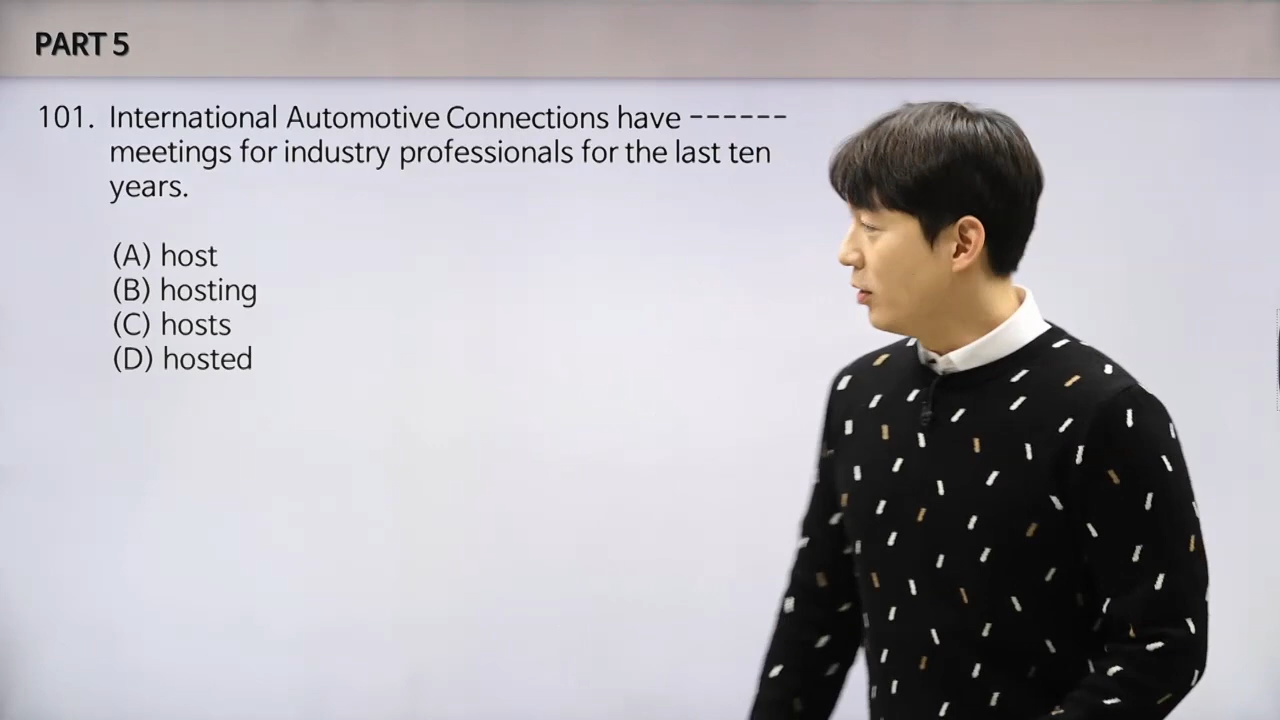 PART 5
101. International Automotive Connections have ------
meetings for industry professionals for the last ten
years.
(A) host
(B) hosting
(C) hosts
(D) hosted